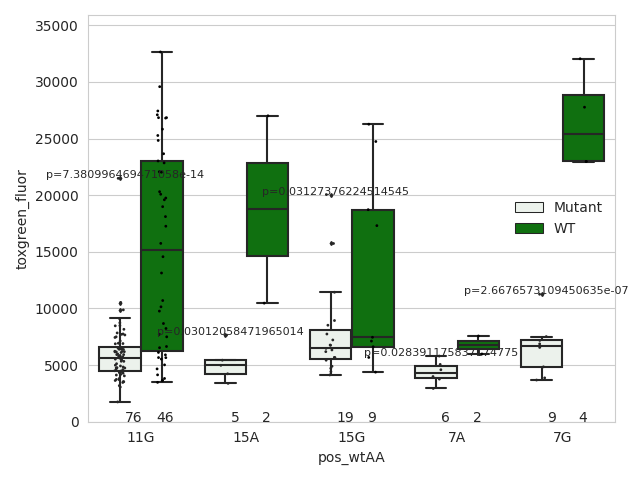 35000
30000
25000
20000
15000
10000
5000
0
toxgreen_fluor
p=7.380996469471658e-14
p=0.03012058471965014
p=0.03127376224514545
p=0.028391175831274775
p=2.6676573109450635e-07
Mutant
WT
76 46 5 2 19 9 6 2 9 4
11G 15A 15G 7A 7G
pos_wtAA